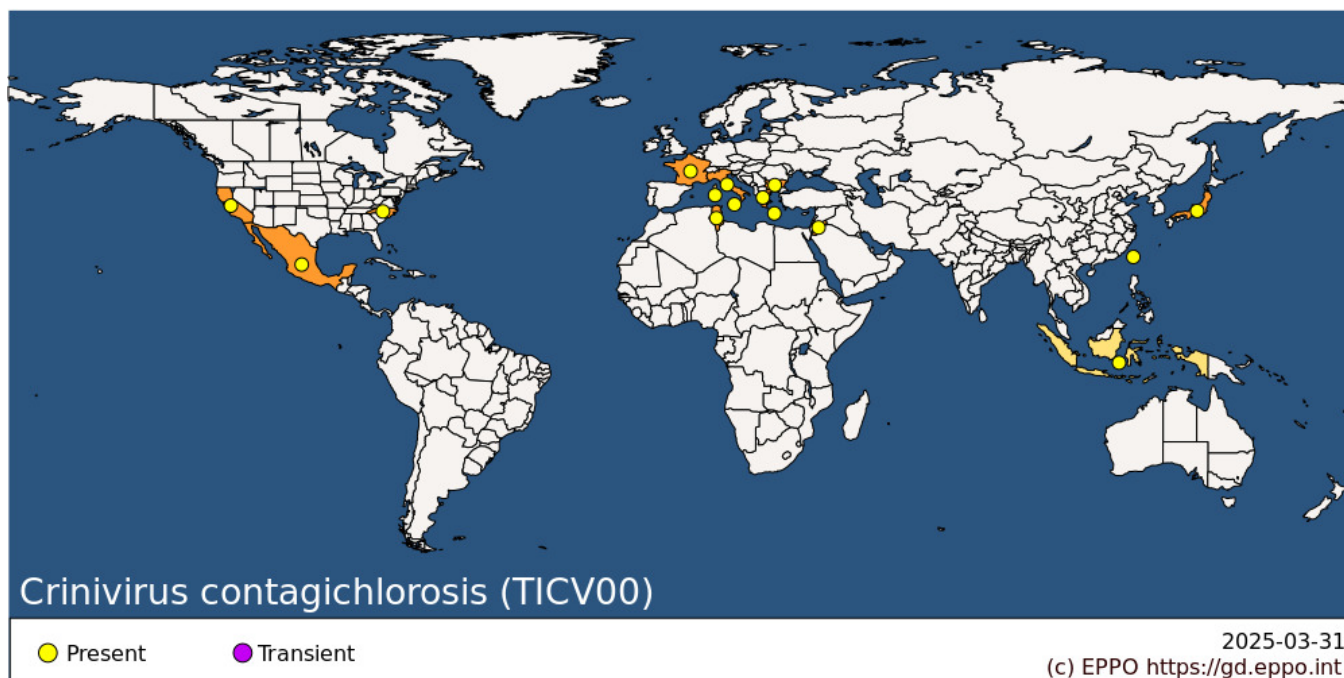 Crinivirus contagichlorosis (TICV00)
Present
Transient
2025-03-31
(c) EPPO https://gd.eppo.int